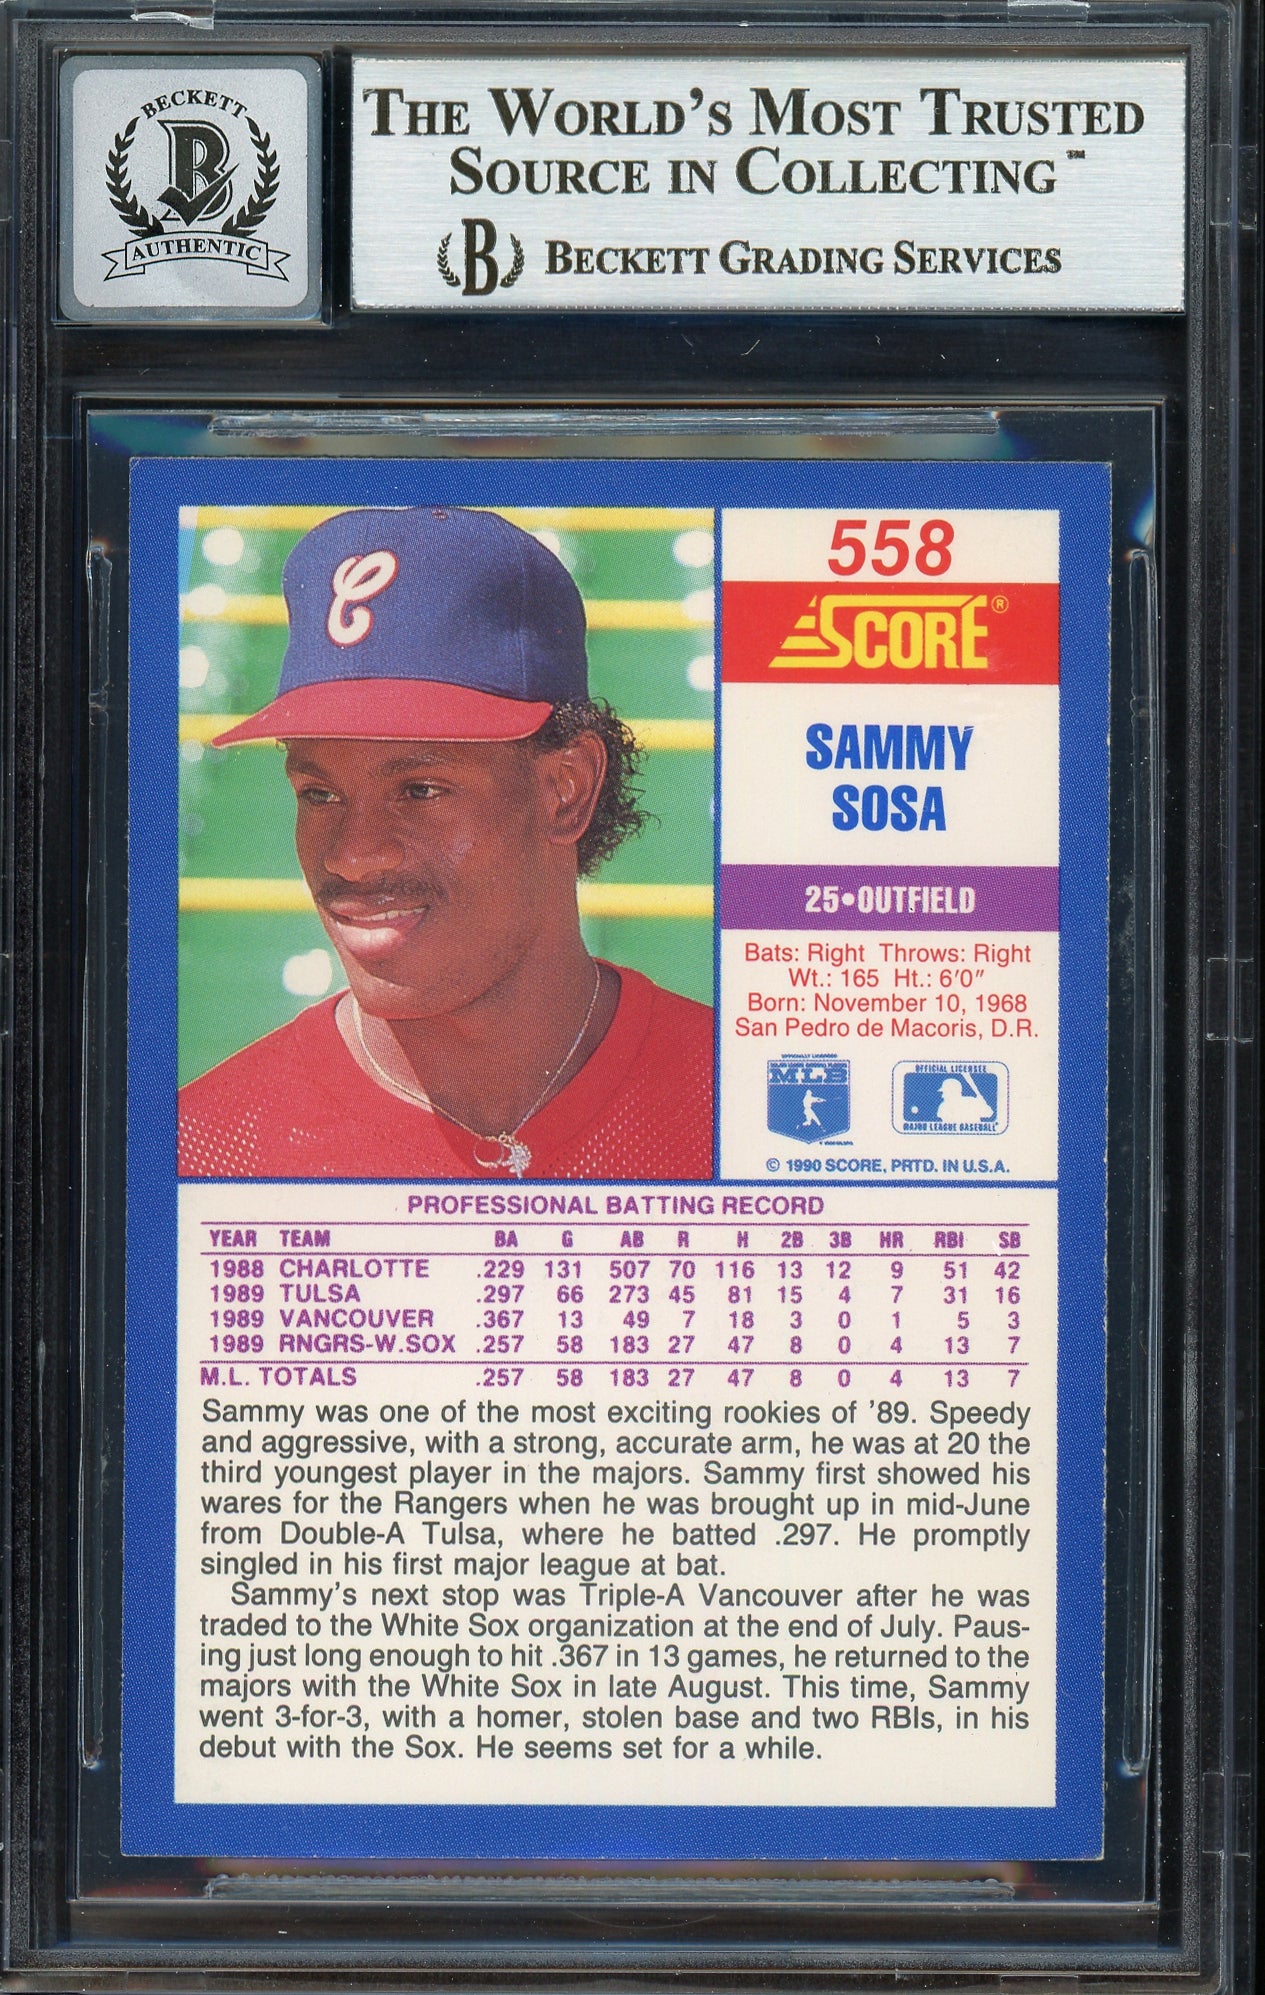 BECKETT
B
AUTHENTIC
THE WORLD'S MOST TRUSTED
SOURCE IN COLLECTING™
B BECKETT GRADING SERVICES
C
558
SCORE®
SAMMY
SOSA
25•OUTFIELD
Bats: Right Throws: Right
Wt.: 165 Ht.: 6'0"
Born: November 10, 1968
San Pedro de Macoris, D.R.
OFFICIALLY LICENSED
MLB
OFFICIAL LICENSEE
MAJOR LEAGUE BASEBALL
© 1990 SCORE, PRTD. IN U.S.A.
PROFESSIONAL BATTING RECORD
YEAR TEAM BA G AB R H 2B 3B HR RBI SB
1988 CHARLOTTE .229 131 507 70 116 13 12 9 51 42
1989 TULSA .297 66 273 45 81 15 4 7 31 16
1989 VANCOUVER .367 13 49 7 18 3 0 1 5 3
1989 RNGRS-W.SOX .257 58 183 27 47 8 0 4 13 7
M.L. TOTALS .257 58 183 27 47 8 0 4 13 7
Sammy was one of the most exciting rookies of '89. Speedy
and aggressive, with a strong, accurate arm, he was at 20 the
third youngest player in the majors. Sammy first showed his
wares for the Rangers when he was brought up in mid-June
from Double-A Tulsa, where he batted .297. He promptly
singled in his first major league at bat.
Sammy's next stop was Triple-A Vancouver after he was
traded to the White Sox organization at the end of July. Paus-
ing just long enough to hit .367 in 13 games, he returned to the
majors with the White Sox in late August. This time, Sammy
went 3-for-3, with a homer, stolen base and two RBIs, in his
debut with the Sox. He seems set for a while.